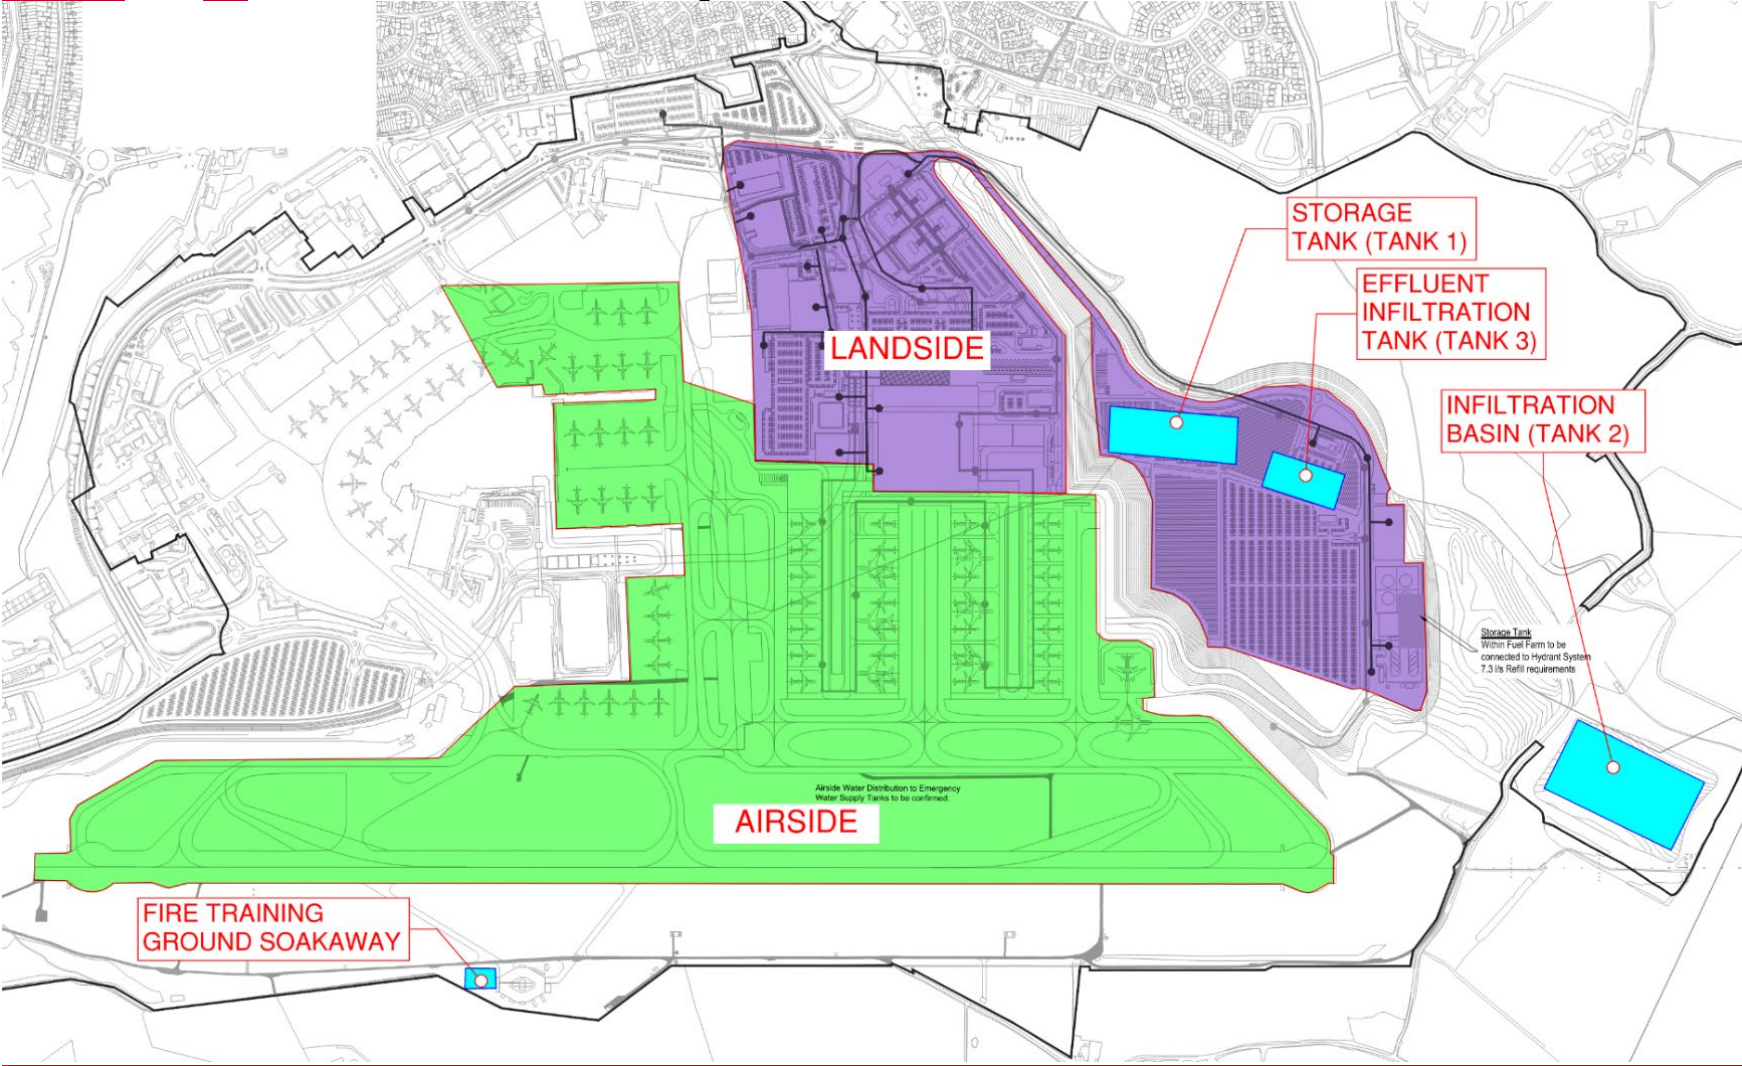 STORAGE
TANK (TANK 1)
EFFLUENT
INFILTRATION
TANK (TANK 3)
LANDSIDE
INFILTRATION
BASIN (TANK 2)
Storage Tank
Within Fuel Farm to be
connected to Hydrant System
7.3 l/s Refill requirements
Airside Water Distribution to Emergency
Water Supply Tanks to be confirmed.
AIRSIDE
FIRE TRAINING
GROUND SOAKAWAY